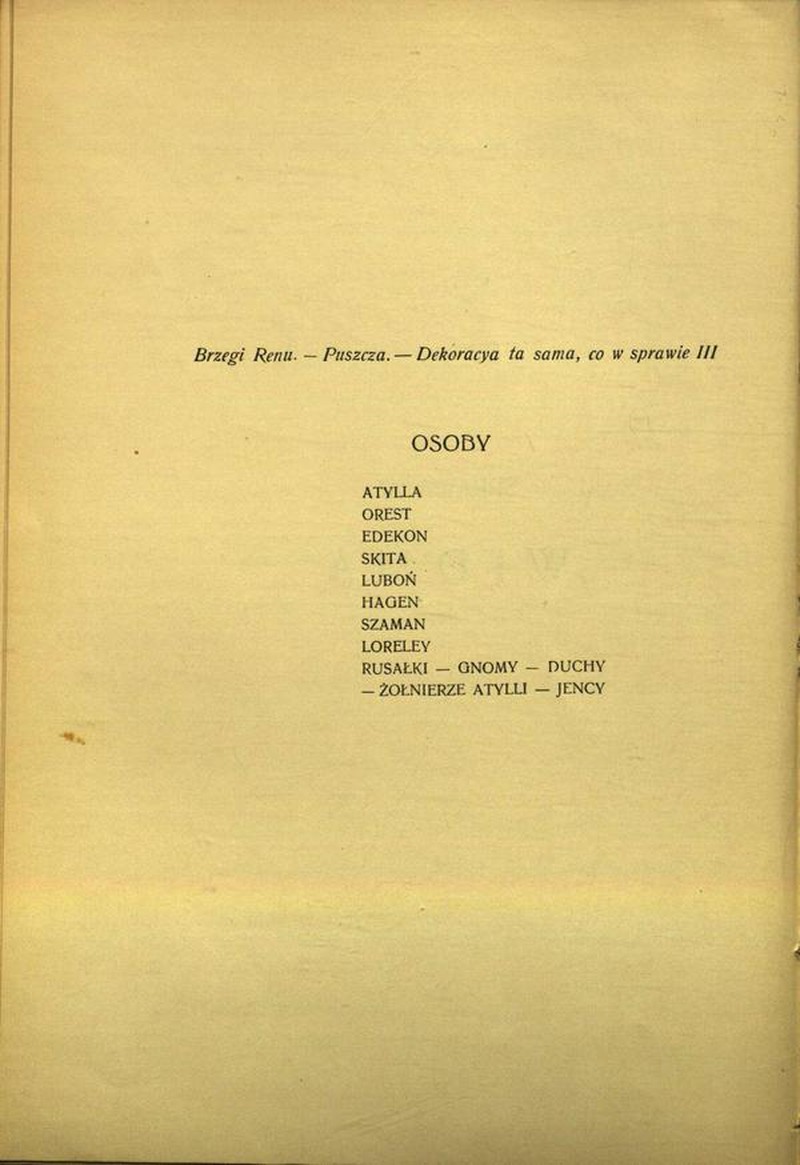 Brzegi Renu. — Puszcza. — Dekoracya ta sama, co w sprawie III
OSOBY
ATYLLA
OREST
EDEKON
SKITA
LUBOŃ
HAGEN
SZAMAN
LORELEY
RUSAŁKI — GNOMY — DUCHY
— ŻOŁNIERZE ATYLLI — JENCY